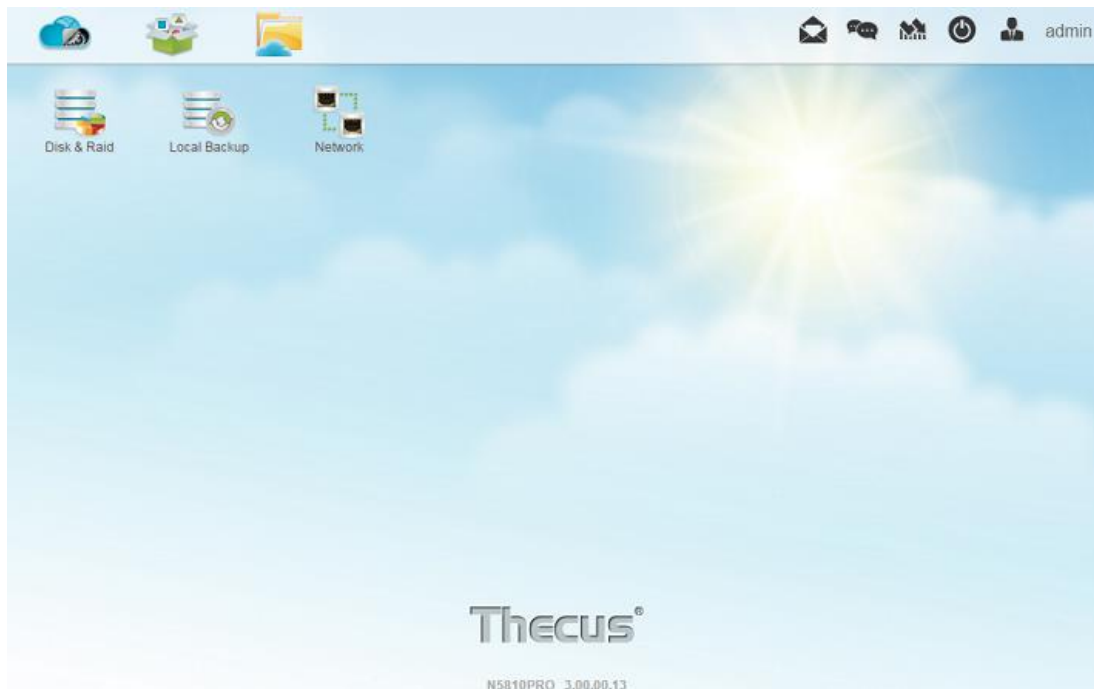 admin
Disk & Raid
Local Backup
Network
Thecus®
N5810PRO 3.00.00.13